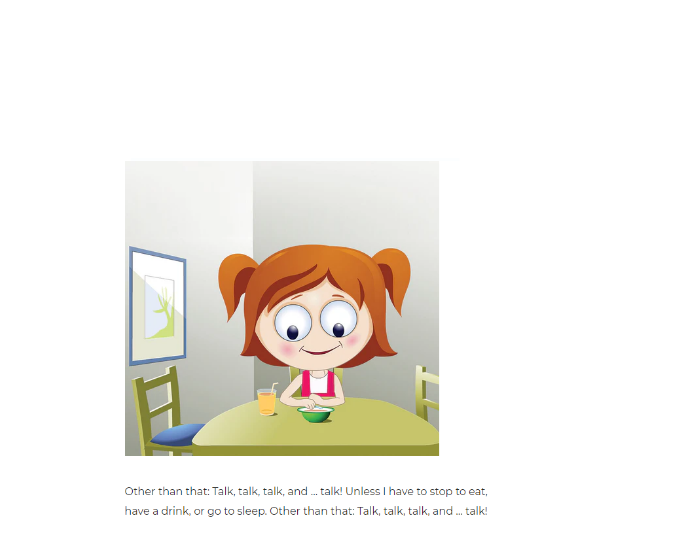 Other than that: Talk, talk, talk, and ... talk! Unless I have to stop to eat,
have a drink, or go to sleep. Other than that: Talk, talk, talk, and ... talk!